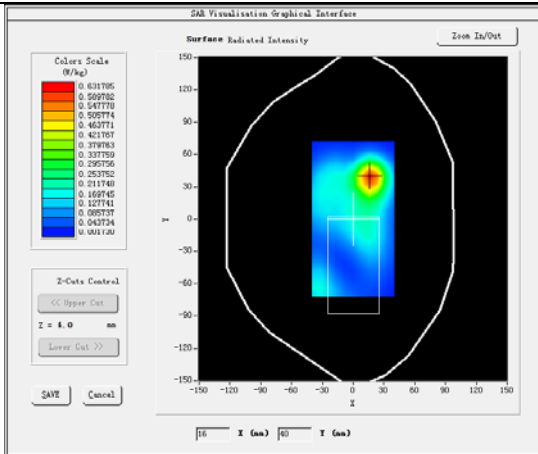 SAR Visualisation Graphical Interface
Surface Radiated Intensity
Zoom In/Out
Colors Scale
(W/kg)
0.631785
0.589782
0.547778
0.505774
0.463771
0.421767
0.379763
0.337759
0.295756
0.253752
0.211748
0.169745
0.127741
0.085737
0.043734
0.001730
Z-Cuts Control
<< Upper Cut
Z = 4.0 mm
Lower Cut >>
SAVE Cancel
150
120
90
60
30
0
-30
-60
-90
-120
-150
Y
-150 -120 -90 -60 -30 0 30 60 90 120 150
X
16 X (mm) 40 Y (mm)